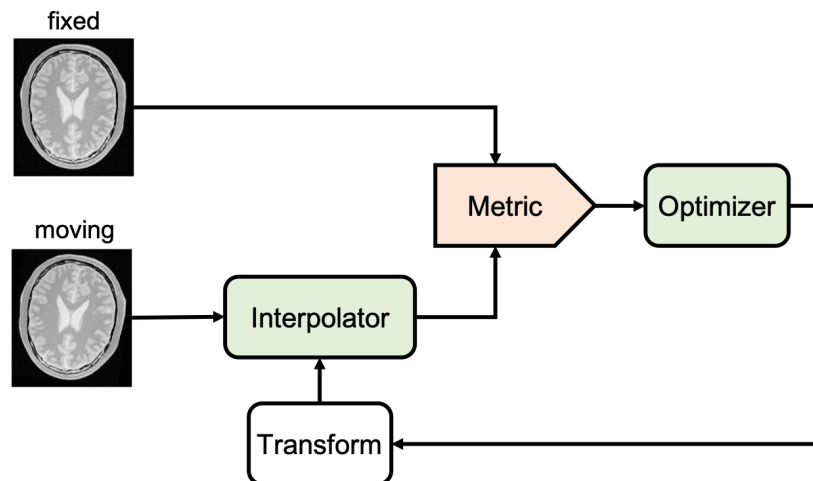 fixed
Metric
Optimizer
moving
Interpolator
Transform